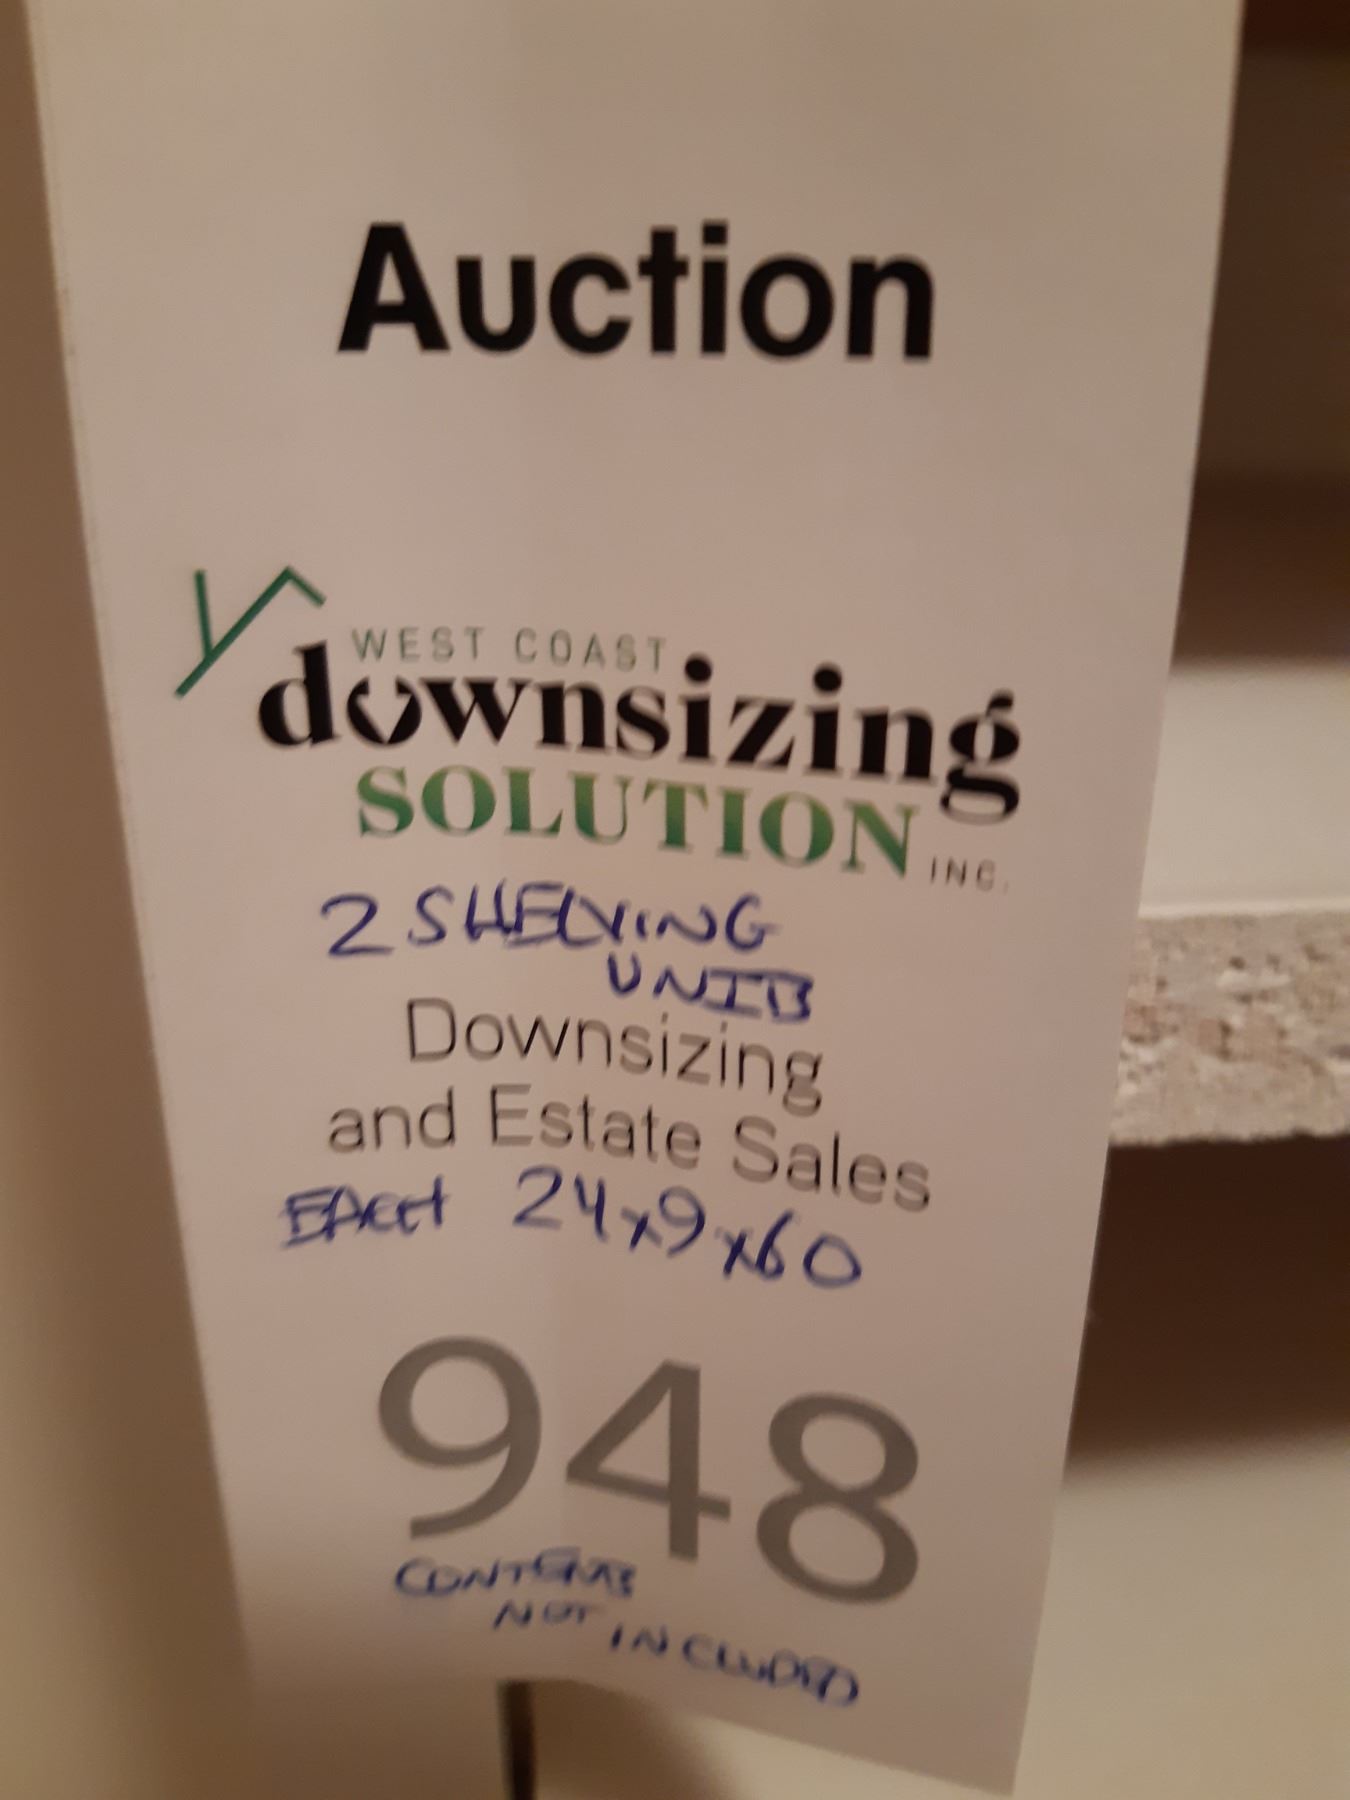 Auction
WEST COAST
downsizing
SOLUTION INC.
2 SHELVING
UNITS
Downsizing
and Estate Sales
EACH 24x9x60
948
CONTENTS
NOT INCLUDED